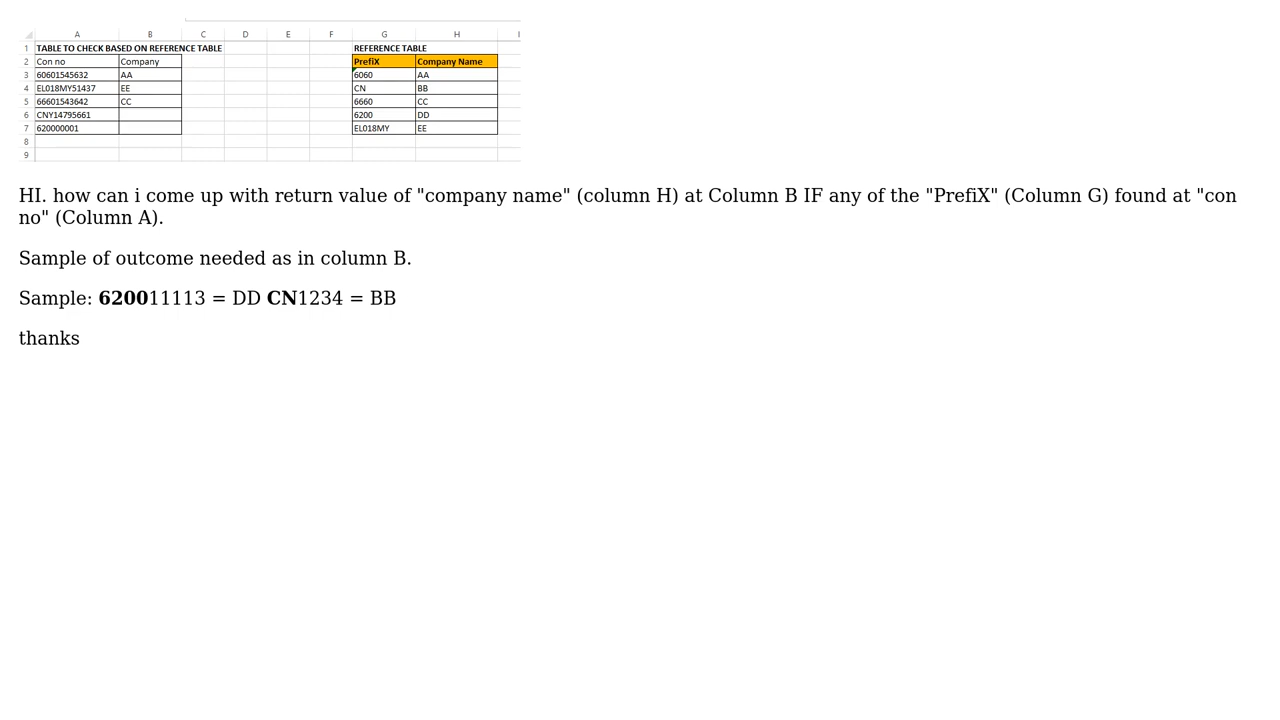 A B C D E F G H I
1 TABLE TO CHECK BASED ON REFERENCE TABLE REFERENCE TABLE
2 Con no Company PrefiX Company Name
3 60601545632 AA 6060 AA
4 EL018MY51437 EE CN BB
5 66601543642 CC 6660 CC
6 CNY14795661 6200 DD
7 620000001 EL018MY EE
8
9
HI. how can i come up with return value of "company name" (column H) at Column B IF any of the "PrefiX" (Column G) found at "con
no" (Column A).
Sample of outcome needed as in column B.
Sample: 620011113 = DD CN1234 = BB
thanks